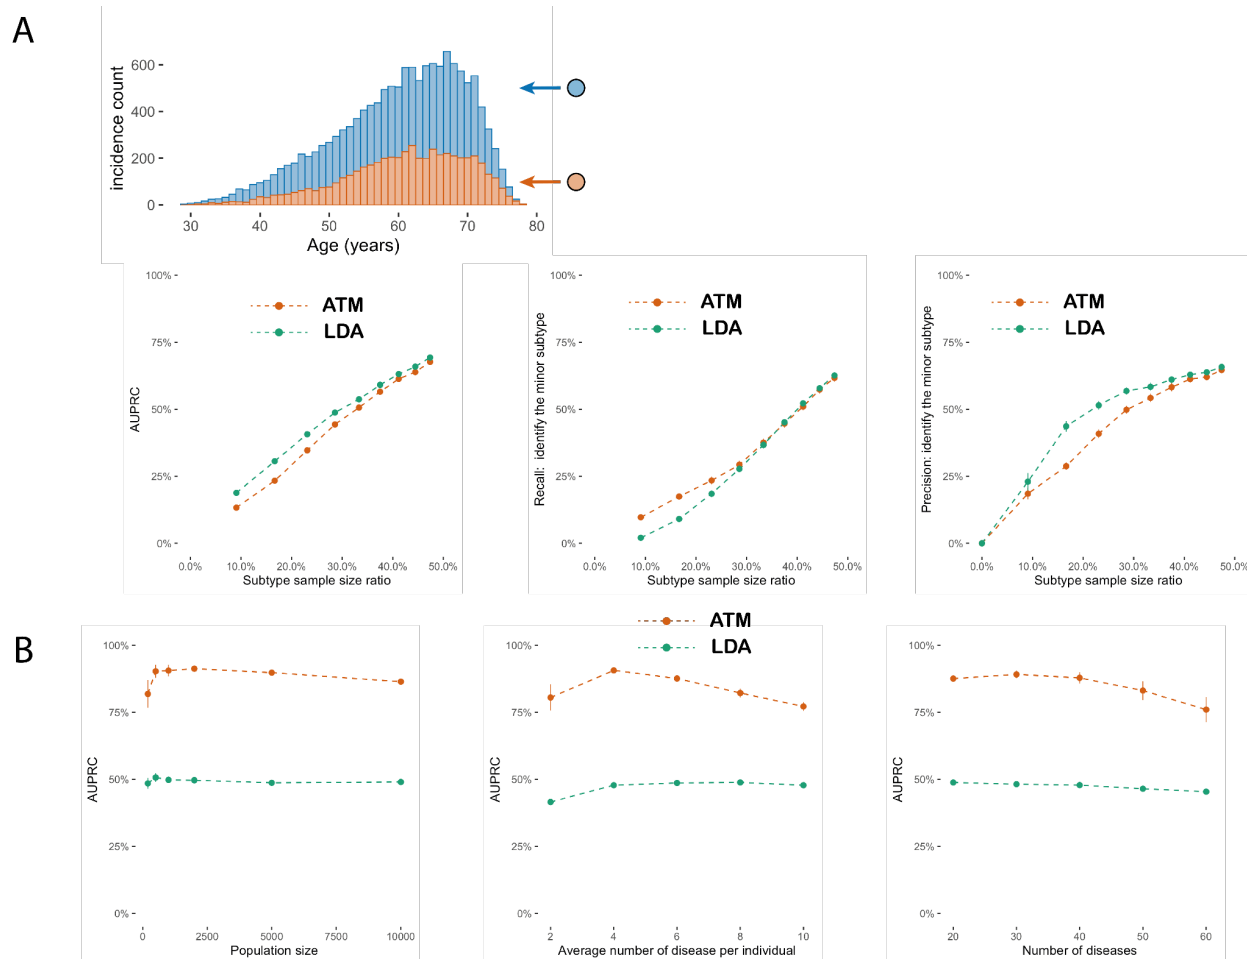 A
incidence count
600
400
200
0
30 40 50 60 70 80
Age (years)
AUPRC
100%
75%
50%
25%
0%
ATM
LDA
0.0% 10.0% 20.0% 30.0% 40.0% 50.0%
Subtype sample size ratio
Recall: identify the minor subtype
100%
75%
50%
25%
0%
ATM
LDA
0.0% 10.0% 20.0% 30.0% 40.0% 50.0%
Subtype sample size ratio
Precision: identify the minor subtype
100%
75%
50%
25%
0%
ATM
LDA
0.0% 10.0% 20.0% 30.0% 40.0% 50.0%
Subtype sample size ratio
B
ATM
LDA
AUPRC
100%
75%
50%
25%
0%
0 2500 5000 7500 10000
Population size
AUPRC
100%
75%
50%
25%
0%
2 4 6 8 10
Average number of disease per individual
AUPRC
100%
75%
50%
25%
0%
20 30 40 50 60
Number of diseases